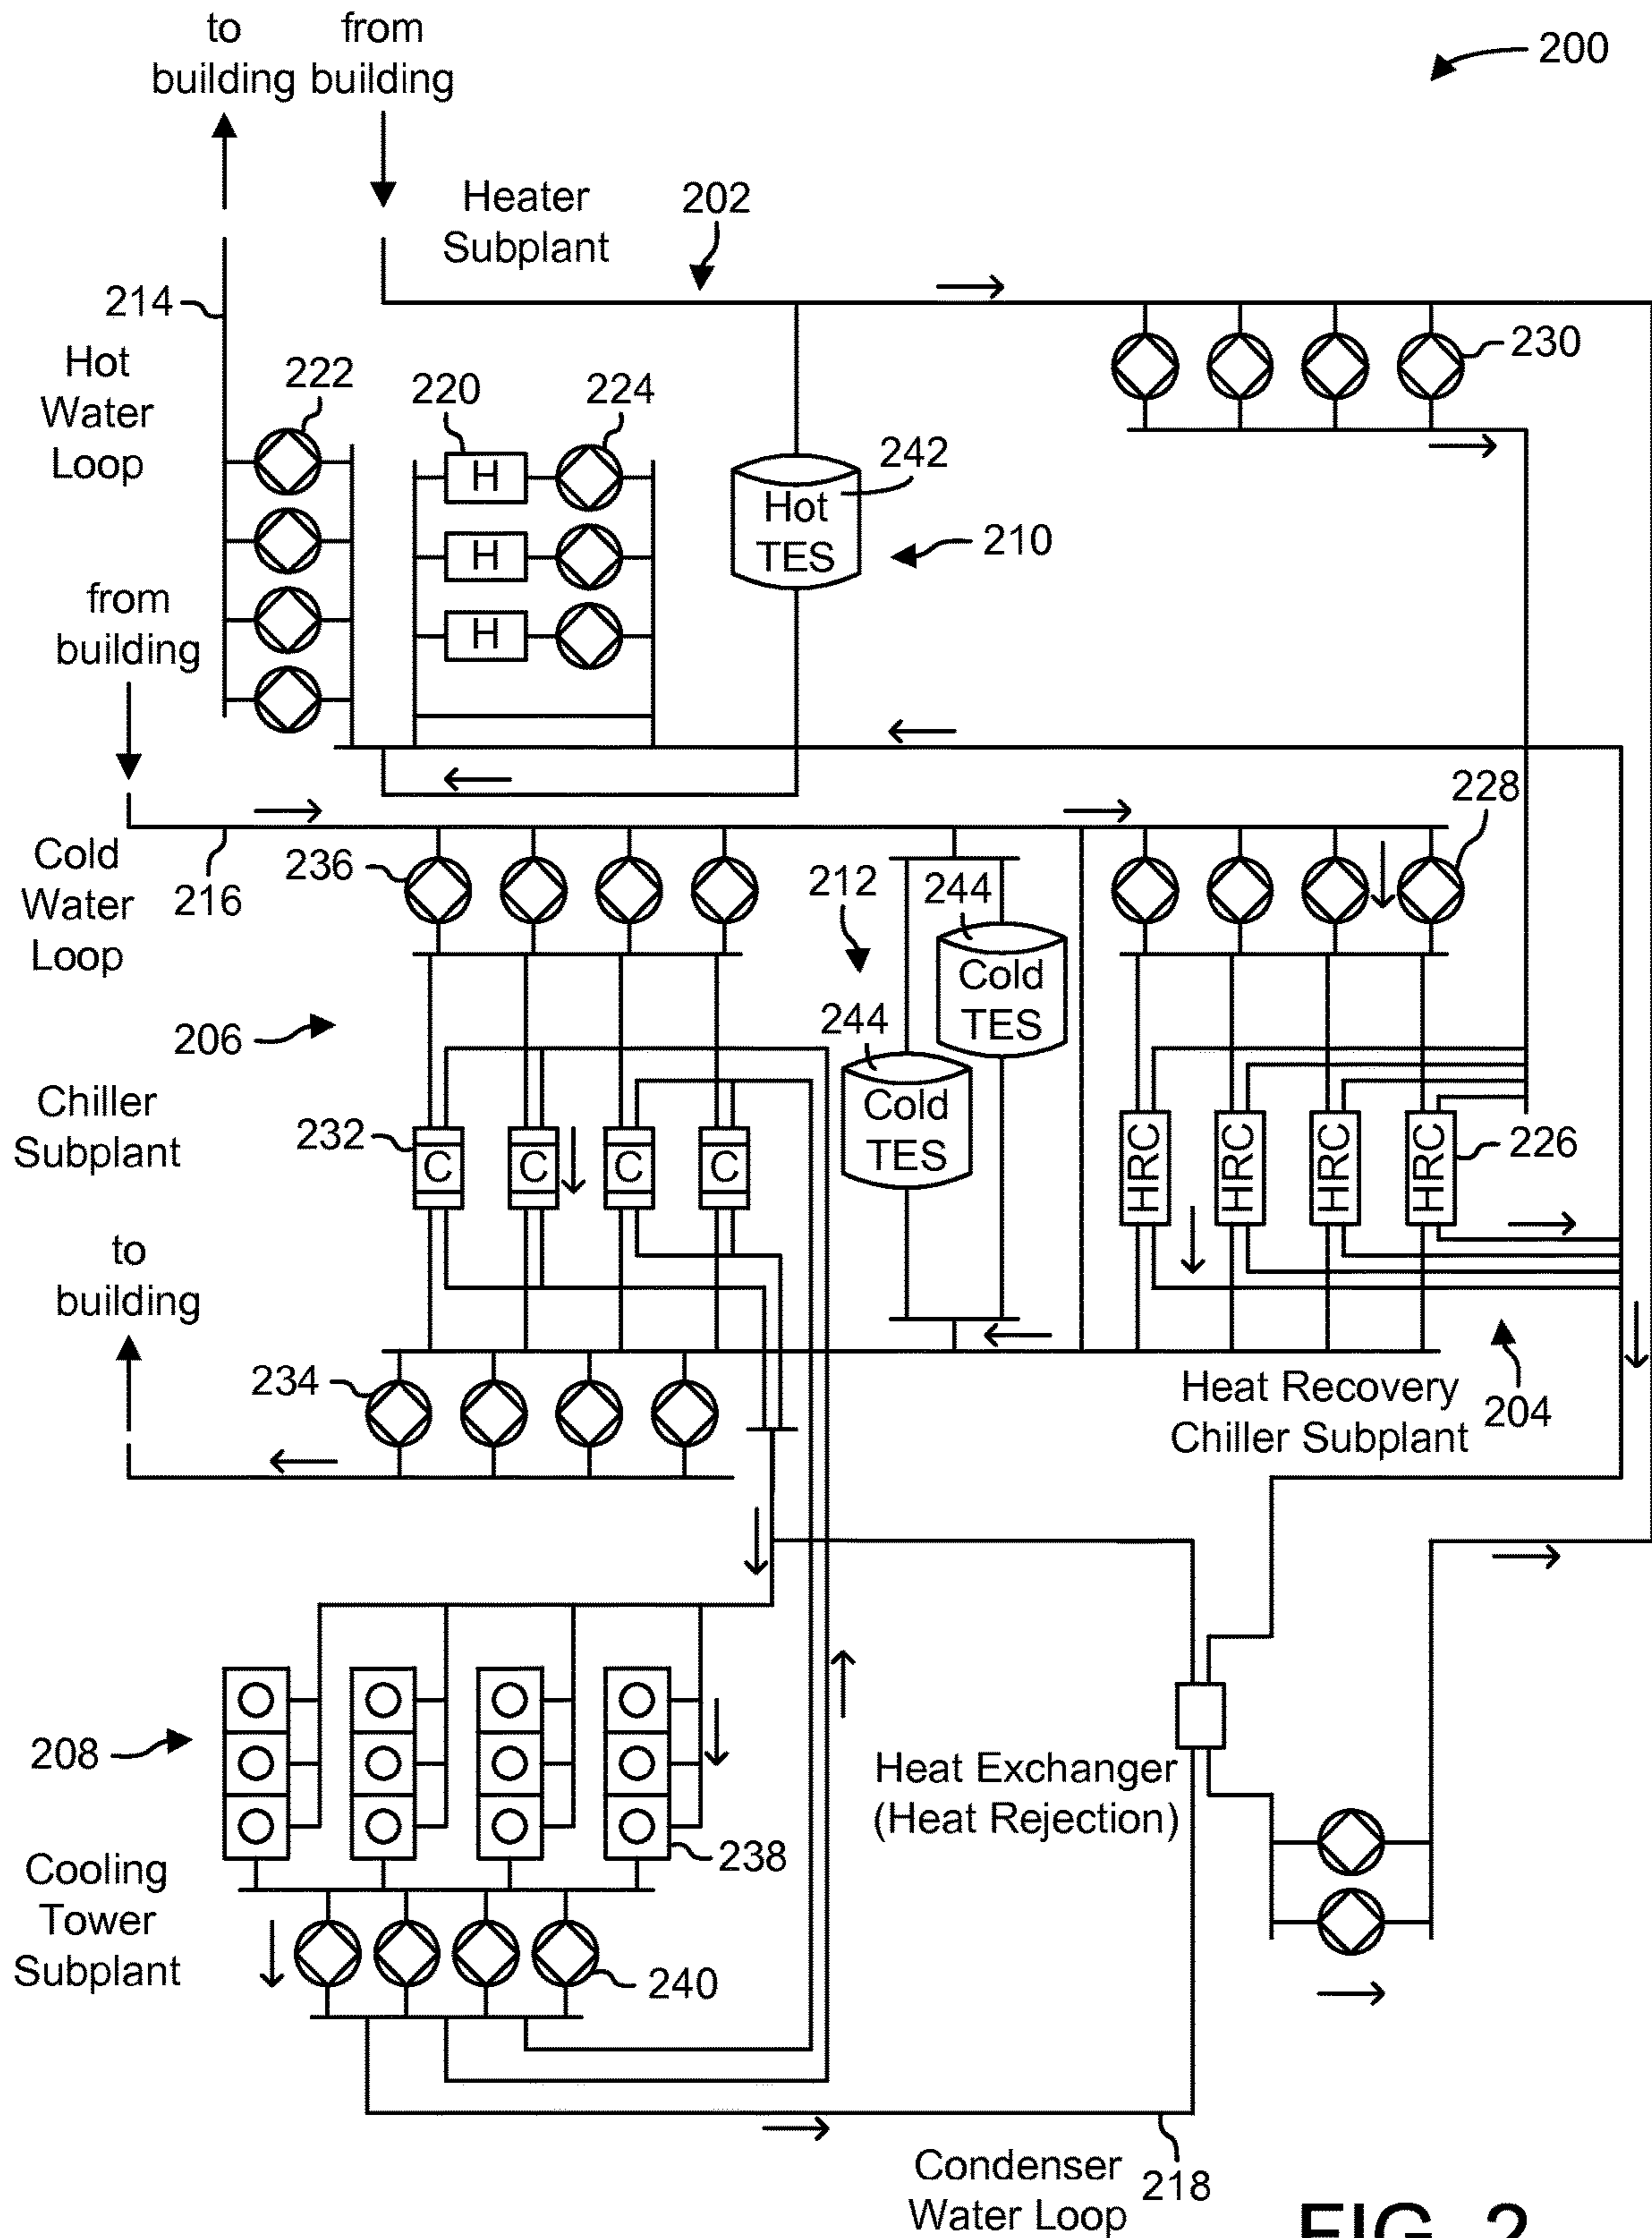 to
building
from
building
200
Heater
Subplant
202
214
Hot
Water
Loop
222
220
224
230
H
H
H
Hot
TES
242
210
from
building
228
Cold
Water
Loop
216
236
212
244
Cold
TES
244
Cold
TES
206
Chiller
Subplant
232
C
C
C
C
HRC
HRC
HRC
HRC
226
to
building
234
Heat Recovery
Chiller Subplant
204
208
Heat Exchanger
(Heat Rejection)
238
Cooling
Tower
Subplant
240
Condenser
Water Loop
218
FIG. 2